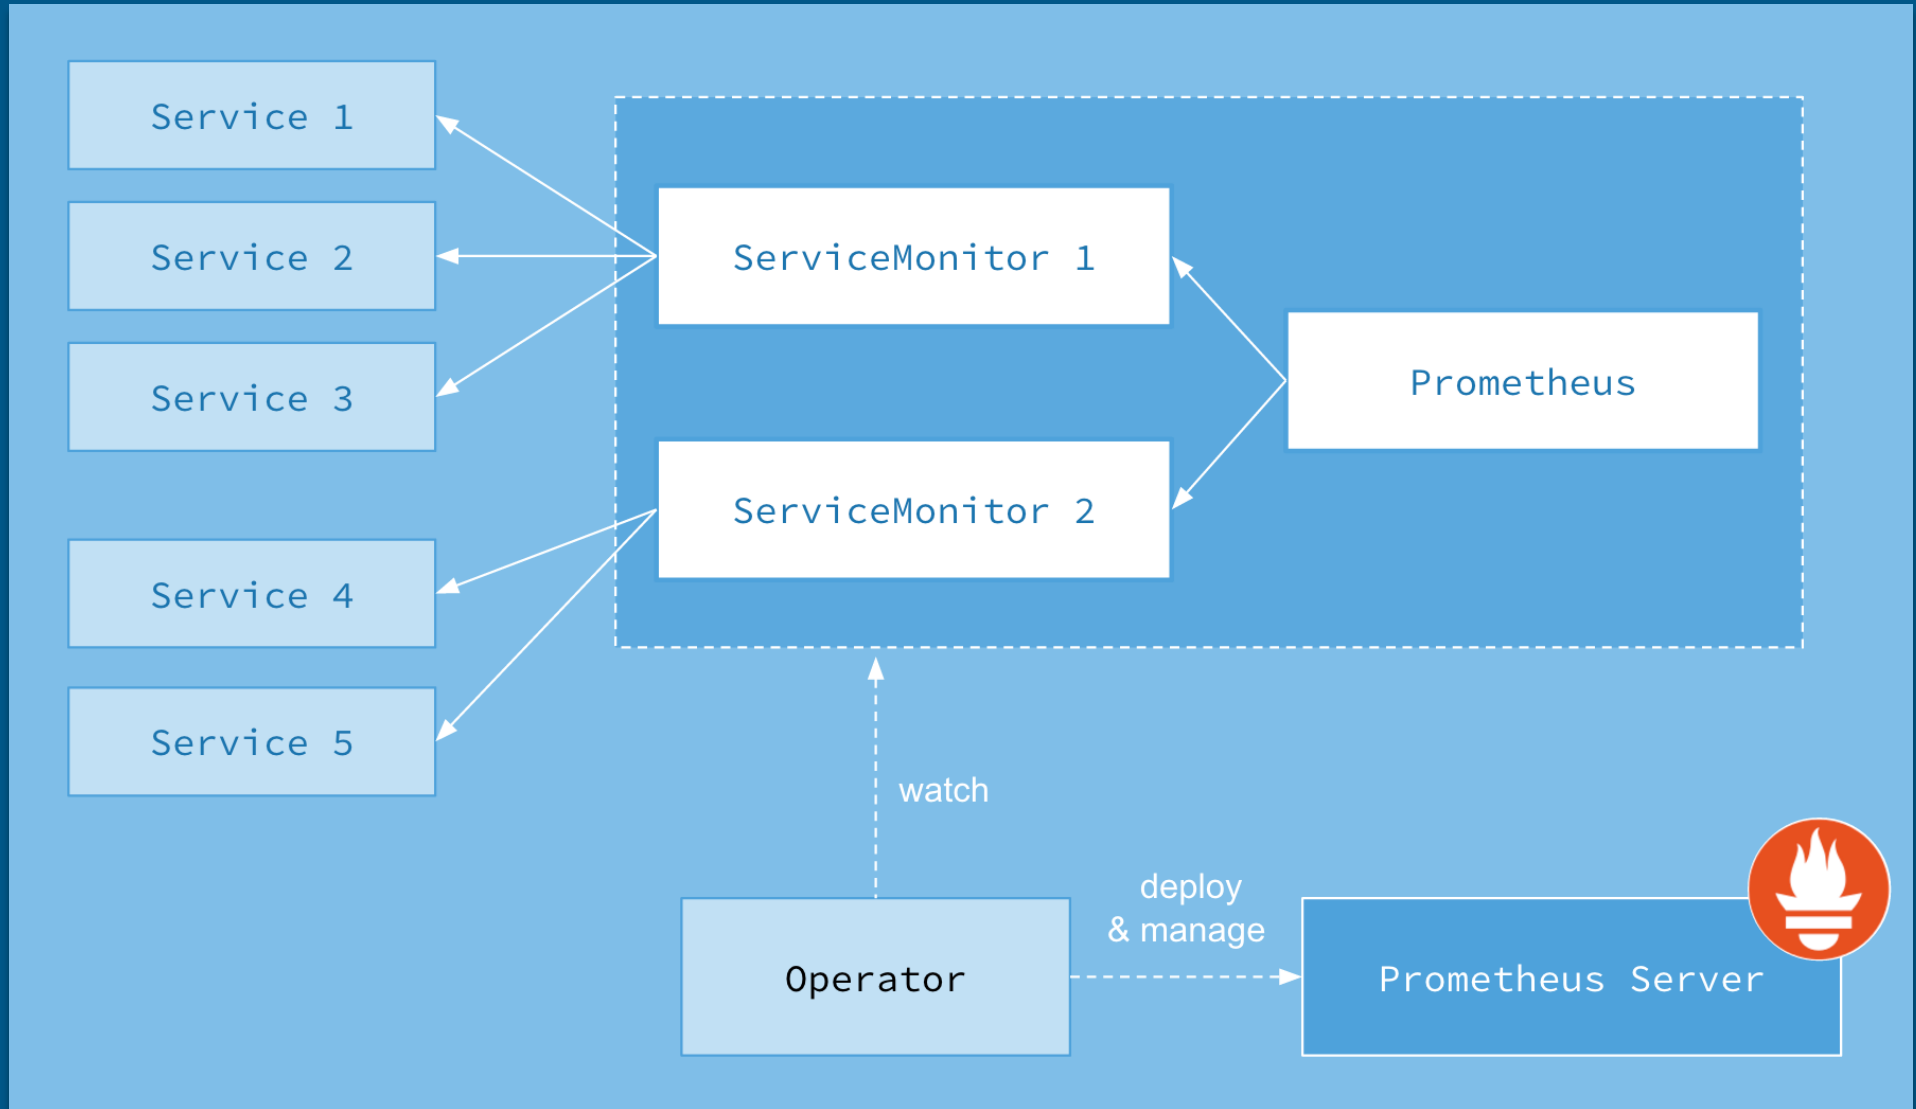 Service 1
Service 2
Service 3
Service 4
Service 5
ServiceMonitor 1
ServiceMonitor 2
Prometheus
watch
Operator
deploy
& manage
Prometheus Server